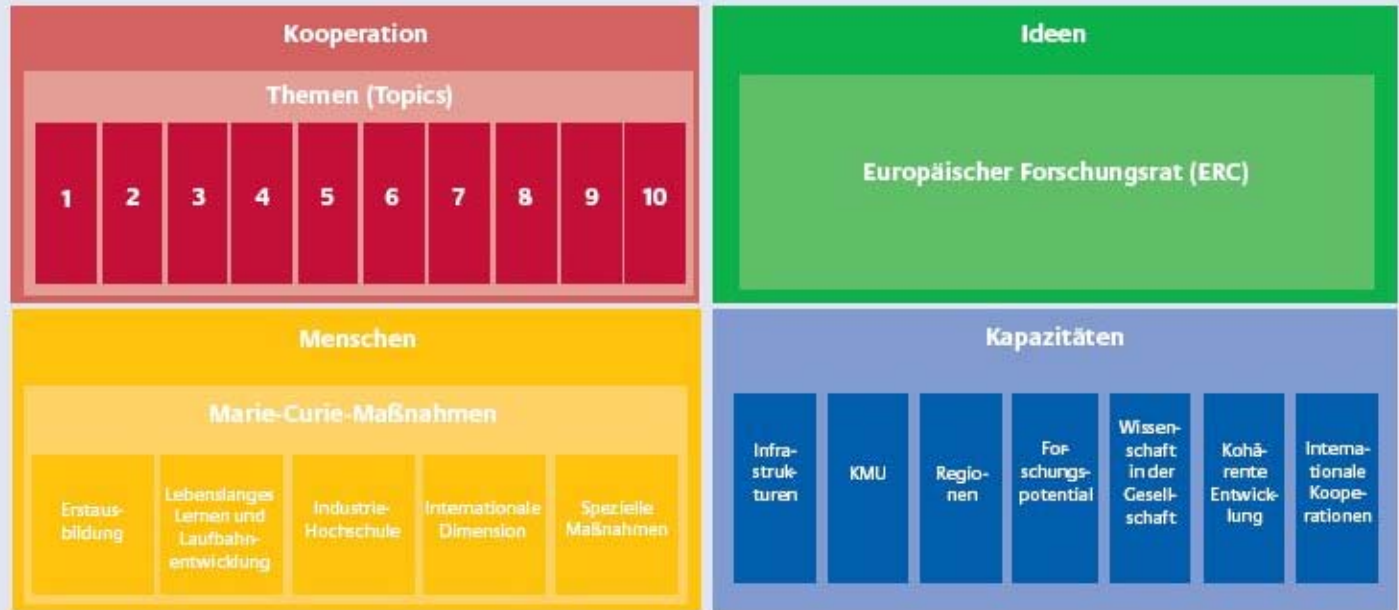 Kooperation
Themen (Topics)
1 2 3 4 5 6 7 8 9 10
Ideen
Europäischer Forschungsrat (ERC)
Menschen
Marie-Curie-Maßnahmen
Erstaus-
bildung
Lebenslanges
Lernen und
Laufbahn-
entwicklung
Industrie-
Hochschule
Internationale
Dimension
Spezielle
Maßnahmen
Kapazitäten
Infra-
struk-
turen
KMU
Regio-
nen
For-
schungs-
potential
Wissen-
schaft
in der
Gesell-
schaft
Kohä-
rente
Entwick-
lung
Interna-
tionale
Koope-
rationen